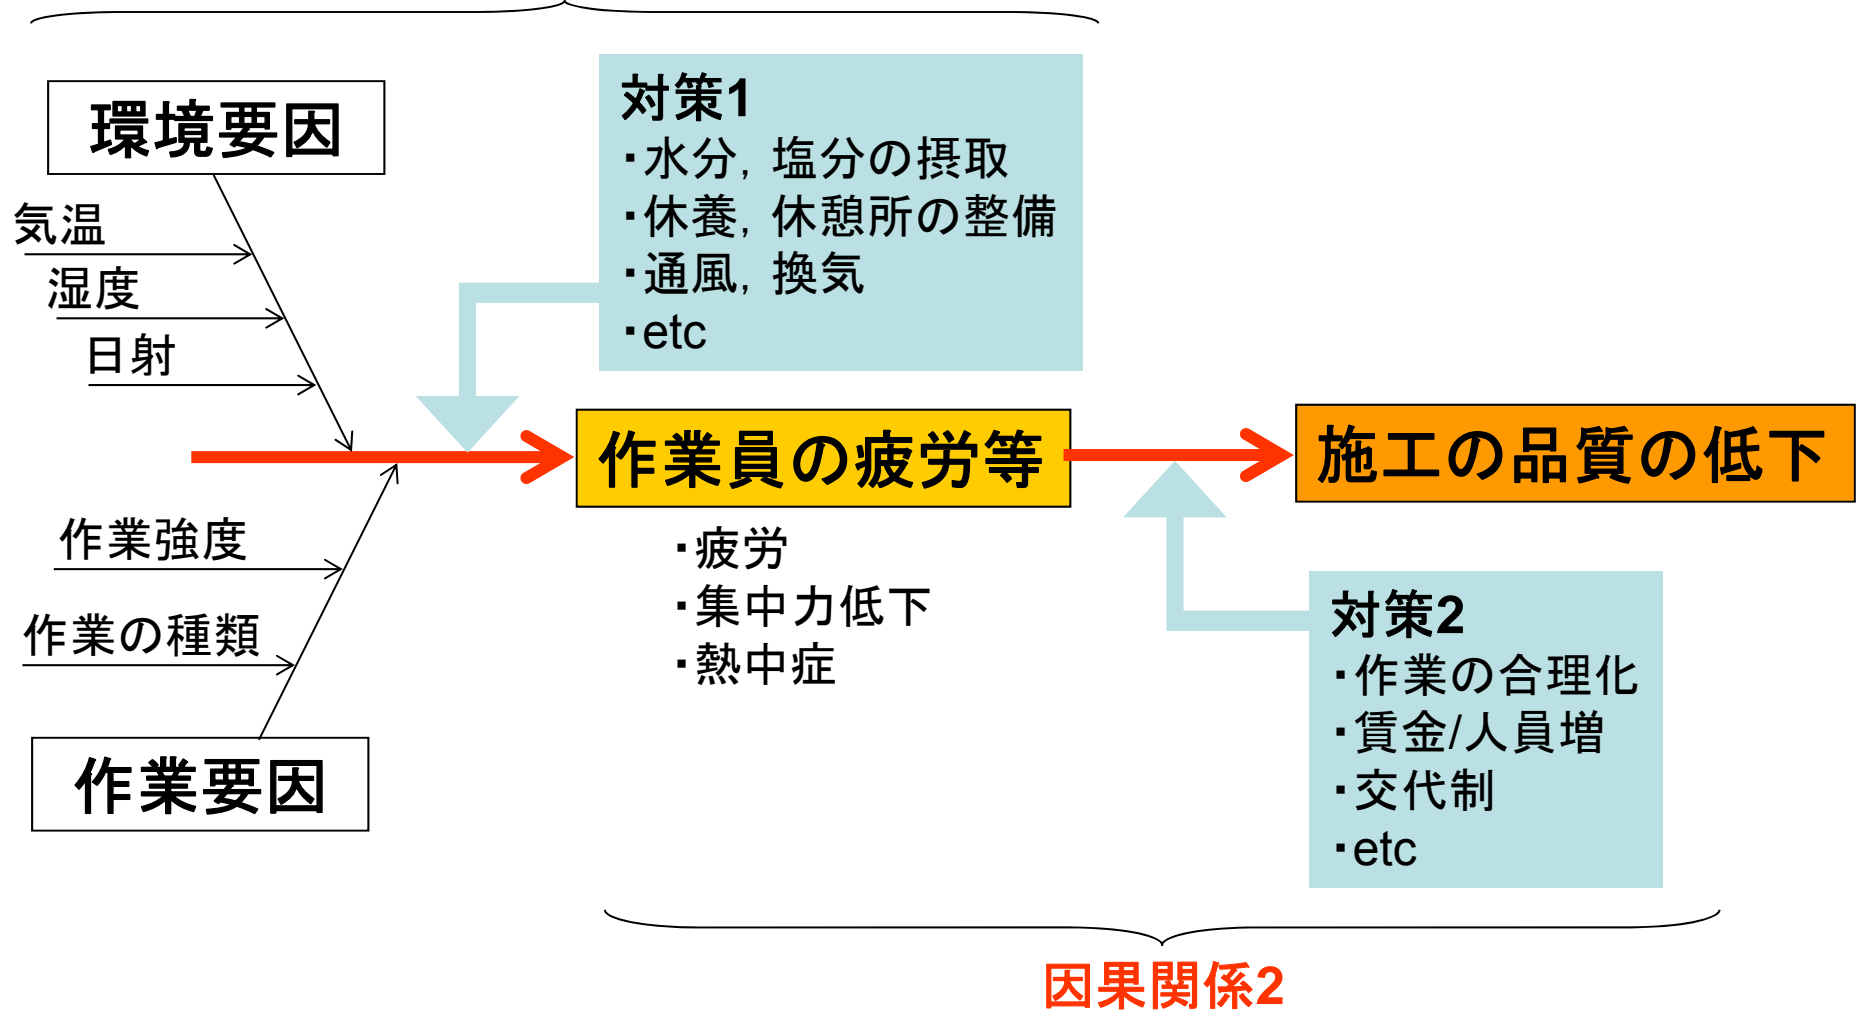 環境要因
気温
湿度
日射
対策1
・水分，塩分の摂取
・休養，休憩所の整備
・通風，換気
・etc
作業員の疲労等
・疲労
・集中力低下
・熱中症
施工の品質の低下
作業強度
作業の種類
作業要因
対策2
・作業の合理化
・賃金/人員増
・交代制
・etc
因果関係2